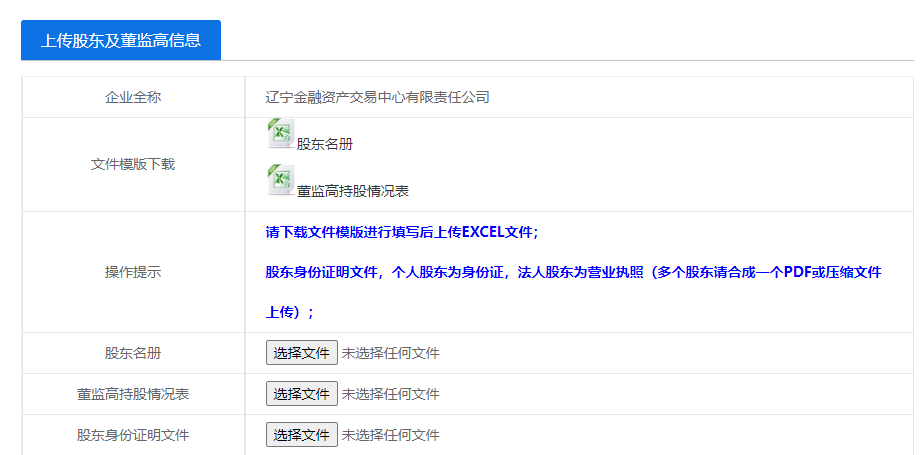 上传股东及董监高信息
企业全称
辽宁金融资产交易中心有限责任公司
文件模版下载
股东名册
董监高持股情况表
操作提示
请下载文件模版进行填写后上传EXCEL文件；
股东身份证明文件，个人股东为身份证，法人股东为营业执照（多个股东请合成一个PDF或压缩文件
上传）；
股东名册
选择文件 未选择任何文件
董监高持股情况表
选择文件 未选择任何文件
股东身份证明文件
选择文件 未选择任何文件